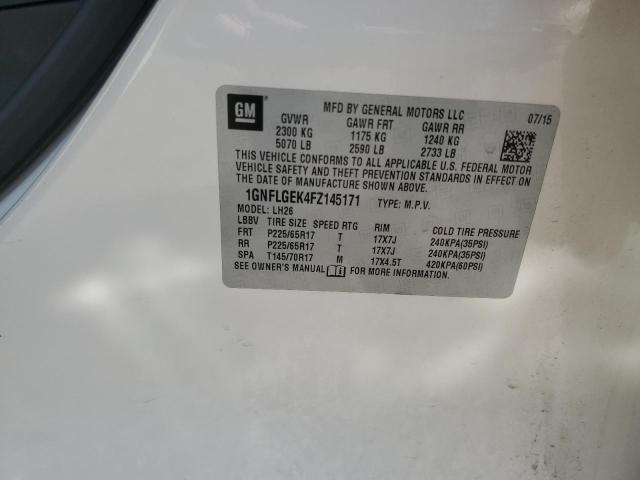 GM
MFD BY GENERAL MOTORS LLC
07/15
GVWR GAWR FRT GAWR RR
2300 KG 1175 KG 1240 KG
5070 LB 2590 LB 2733 LB
THIS VEHICLE CONFORMS TO ALL APPLICABLE U.S. FEDERAL MOTOR
VEHICLE SAFETY AND THEFT PREVENTION STANDARDS IN EFFECT ON
THE DATE OF MANUFACTURE SHOWN ABOVE.
1GNFLGEK4FZ145171 TYPE: M.P.V.
MODEL: LH26
LBBV TIRE SIZE SPEED RTG RIM COLD TIRE PRESSURE
FRT P225/65R17 T 17X7J 240KPA(35PSI)
RR P225/65R17 T 17X7J 240KPA(35PSI)
SPA T145/70R17 M 17X4.5T 420KPA(60PSI)
SEE OWNER'S MANUAL FOR MORE INFORMATION.